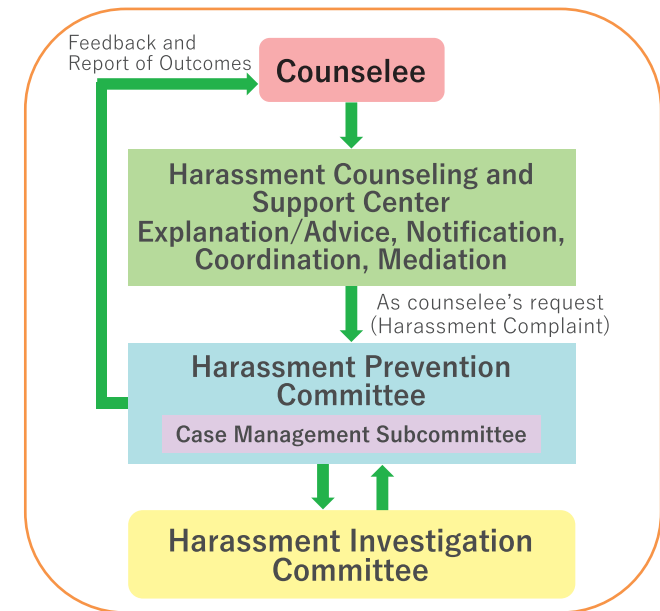 Feedback and
Report of Outcomes
Counselee
Harassment Counseling and
Support Center
Explanation/Advice, Notification,
Coordination, Mediation
As counselee’s request
(Harassment Complaint)
Harassment Prevention
Committee
Case Management Subcommittee
Harassment Investigation
Committee